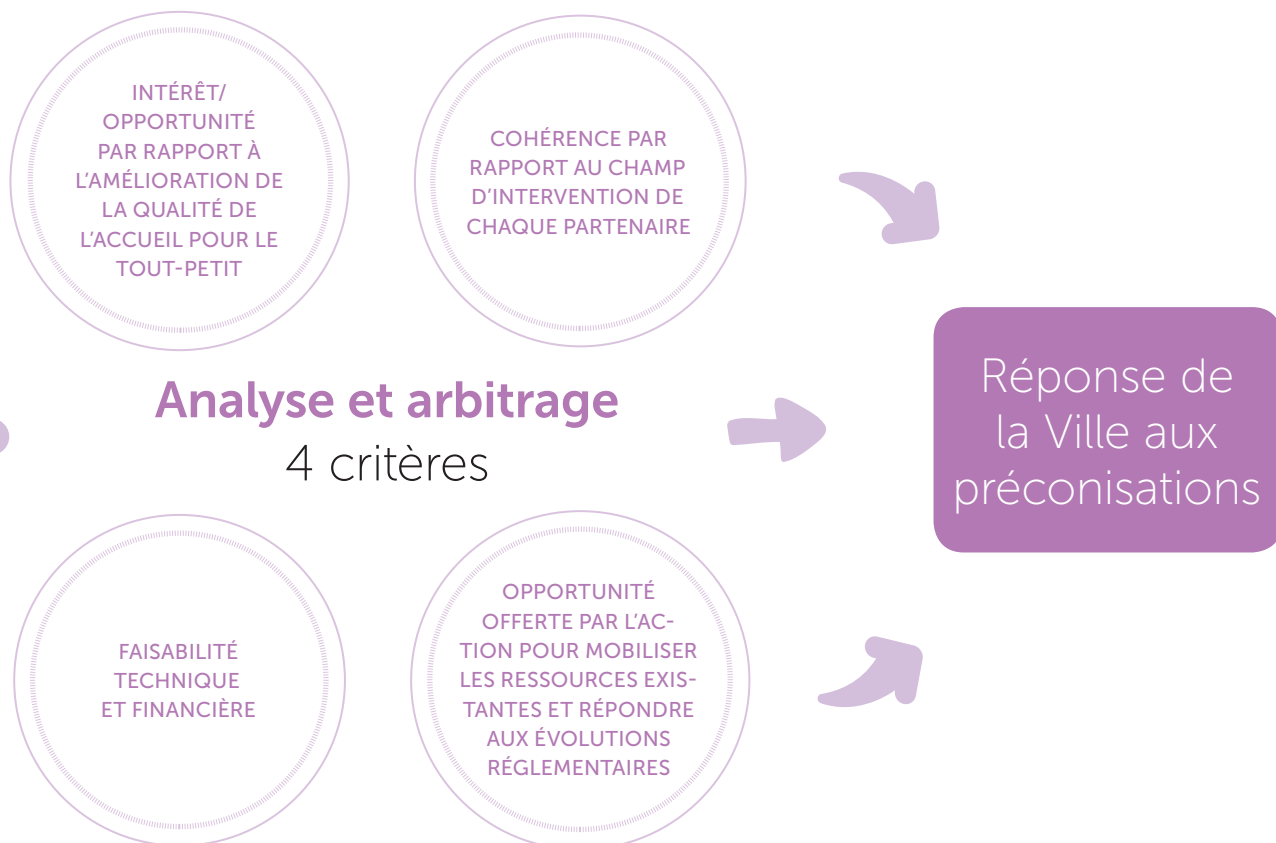 INTÉRÊT/
OPPORTUNITÉ
PAR RAPPORT À
L’AMÉLIORATION DE
LA QUALITÉ DE
L’ACCUEIL POUR LE
TOUT-PETIT
COHÉRENCE PAR
RAPPORT AU CHAMP
D’INTERVENTION DE
CHAQUE PARTENAIRE
Analyse et arbitrage
4 critères
FAISABILITÉ
TECHNIQUE
ET FINANCIÈRE
OPPORTUNITÉ
OFFERTE PAR L’AC-
TION POUR MOBILISER
LES RESSOURCES EXIS-
TANTES ET RÉPONDRE
AUX ÉVOLUTIONS
RÉGLEMENTAIRES
Réponse de
la Ville aux
préconisations